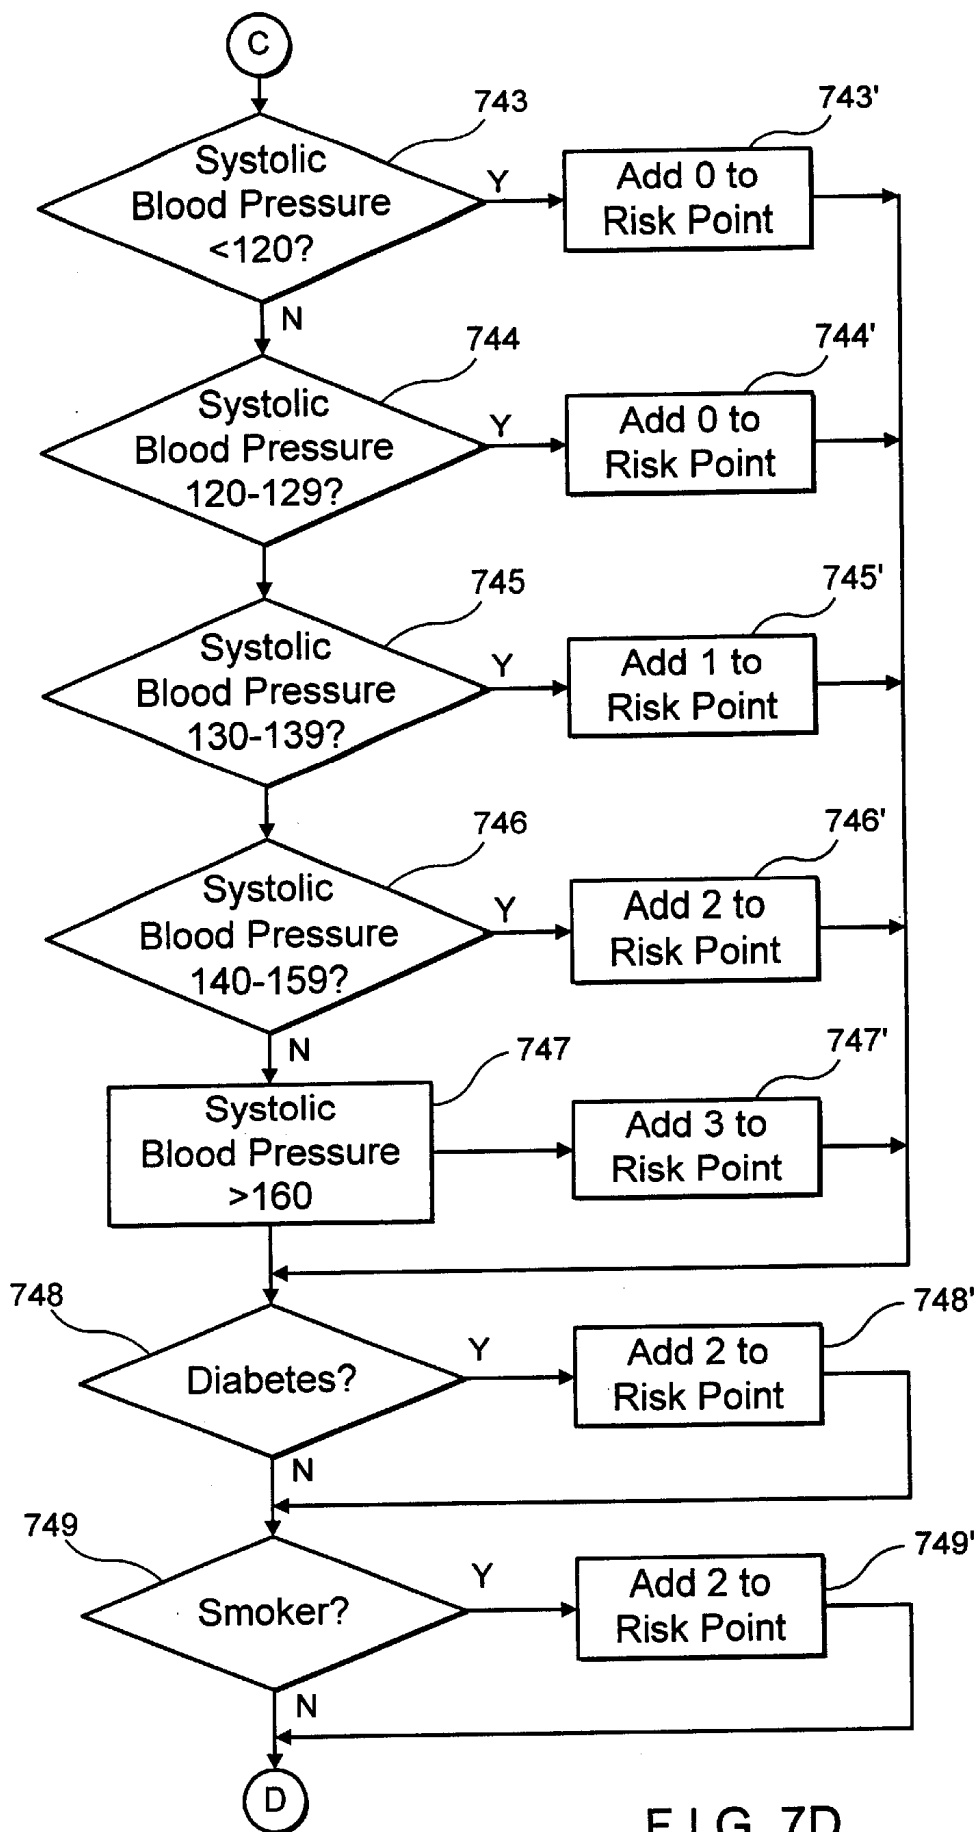 C
743
743'
Systolic
Blood Pressure
<120?
Y
Add 0 to
Risk Point
N
744
744'
Systolic
Blood Pressure
120-129?
Y
Add 0 to
Risk Point
745
745'
Systolic
Blood Pressure
130-139?
Y
Add 1 to
Risk Point
746
746'
Systolic
Blood Pressure
140-159?
Y
Add 2 to
Risk Point
N
747
747'
Systolic
Blood Pressure
>160
Add 3 to
Risk Point
748
748'
Diabetes?
Y
Add 2 to
Risk Point
N
749
749'
Smoker?
Y
Add 2 to
Risk Point
N
D
FIG. 7D